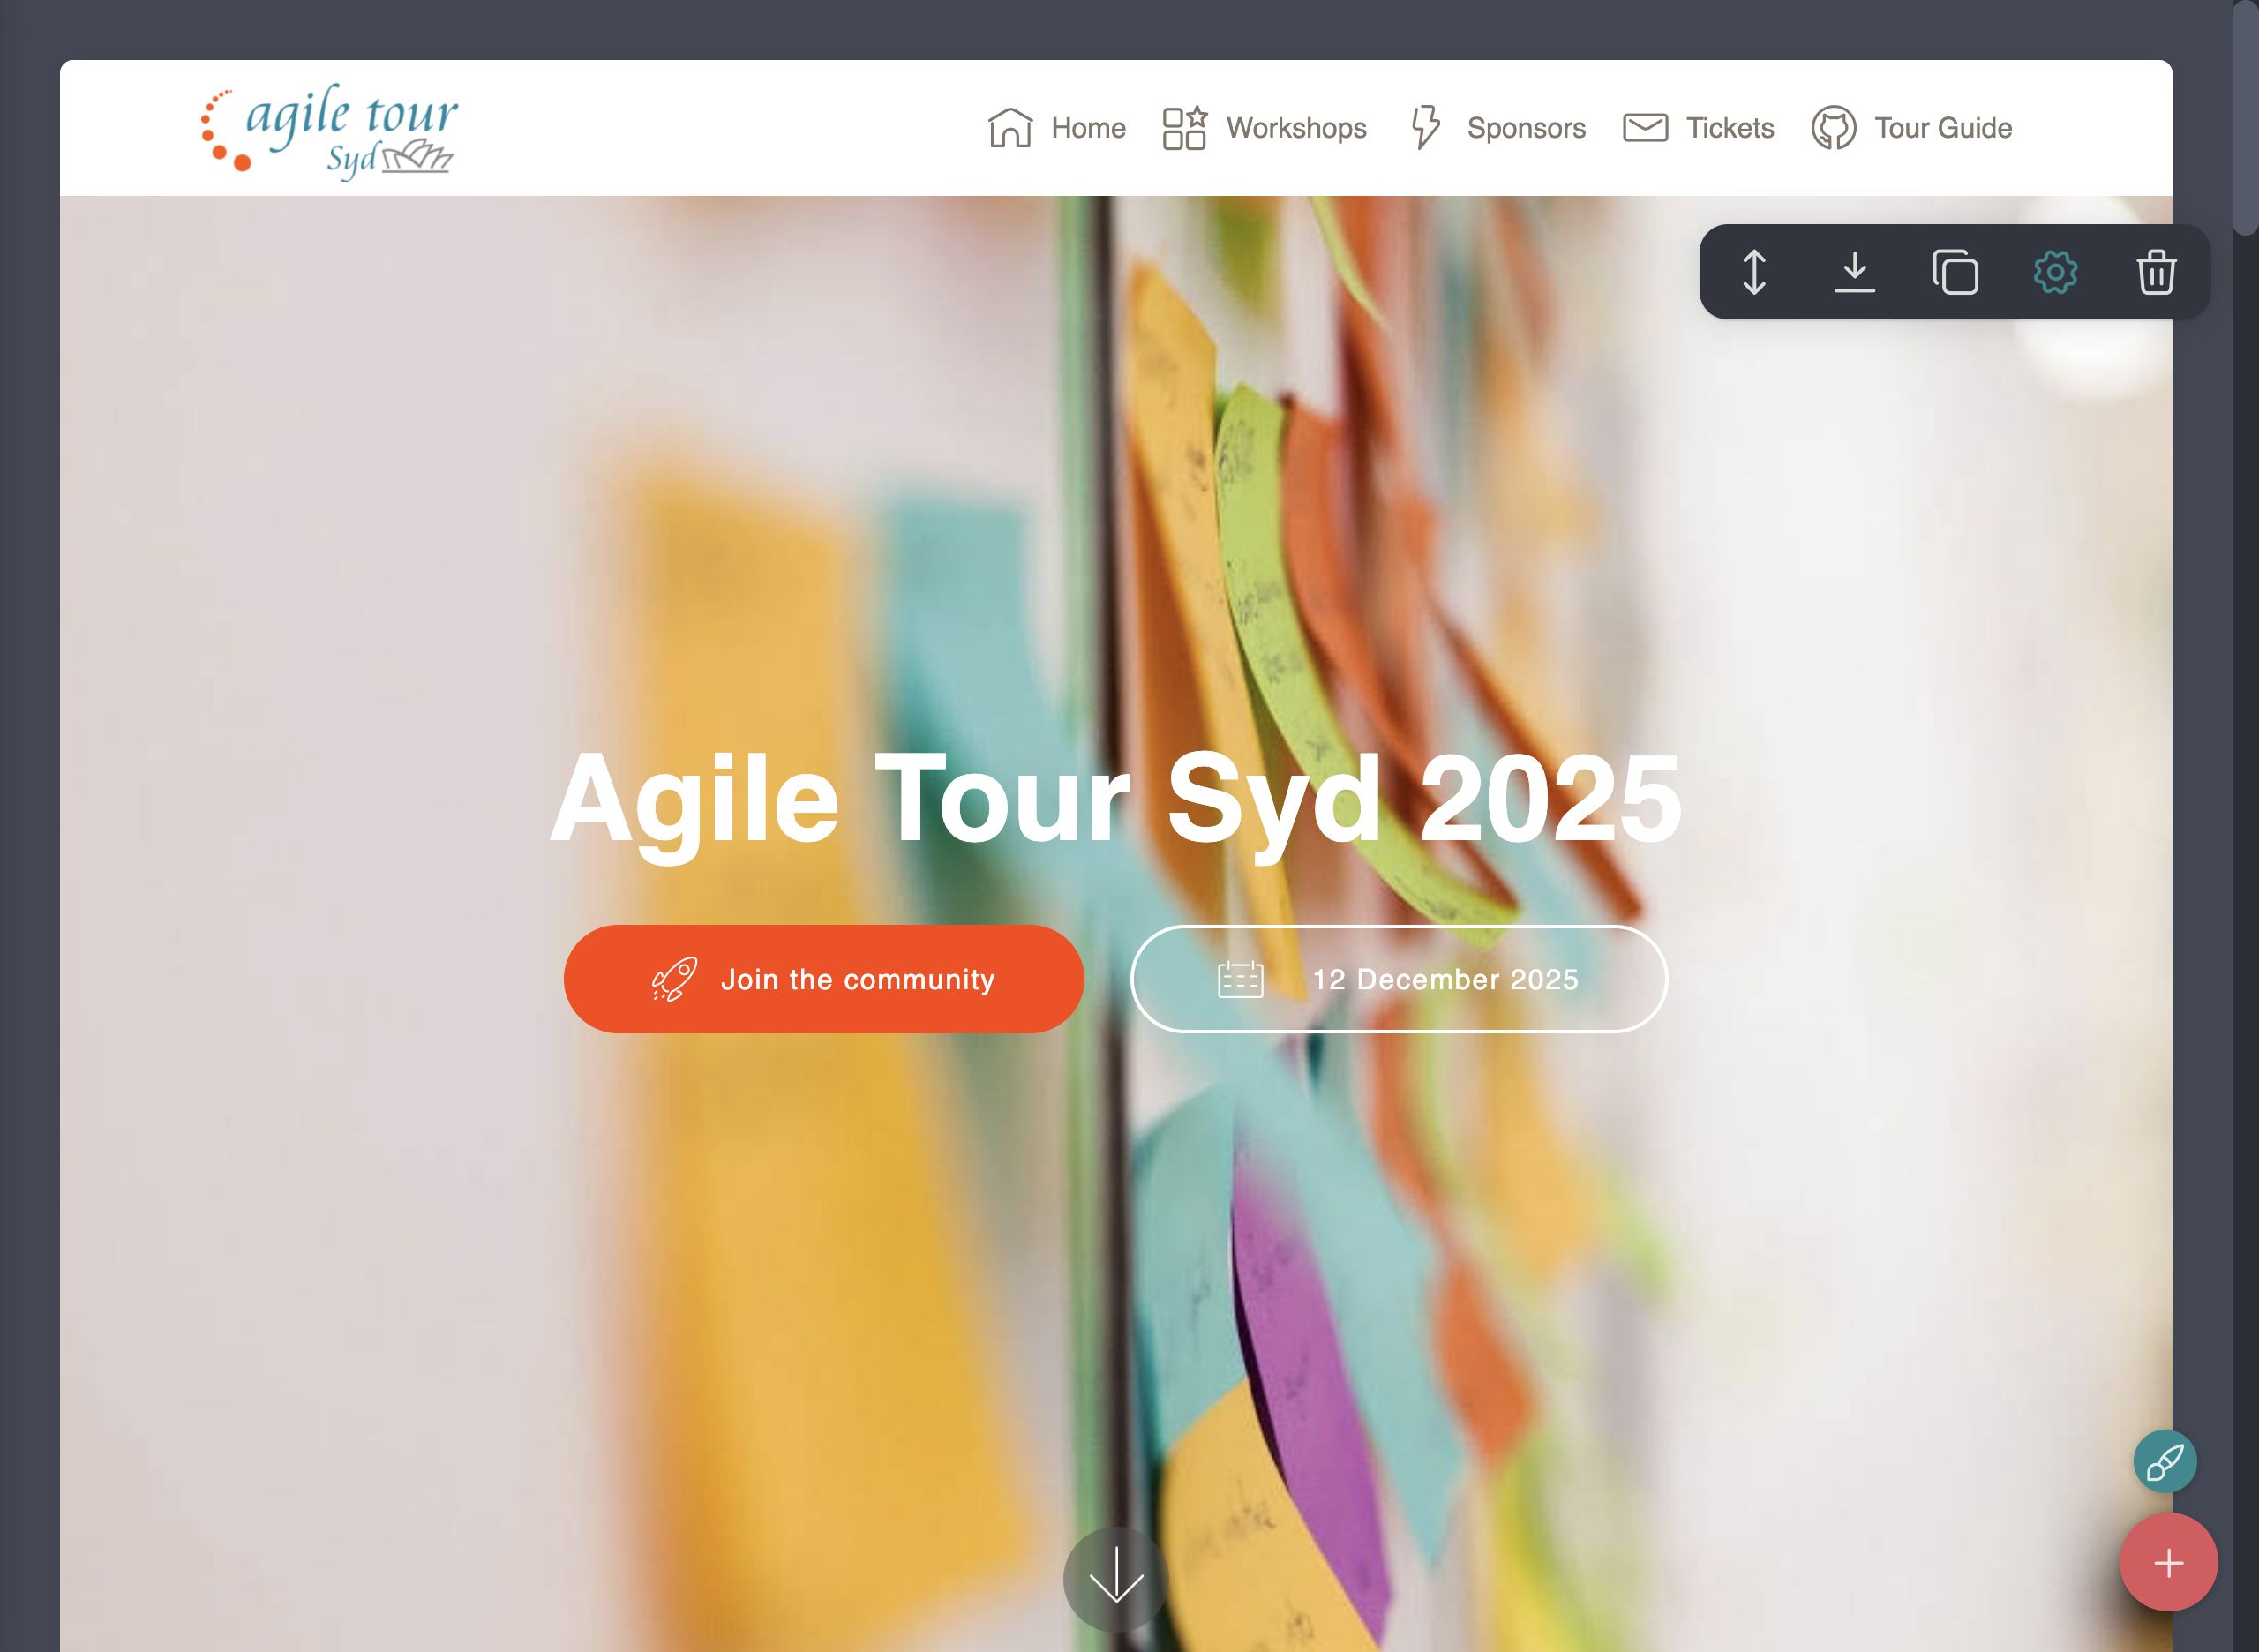 agile tour
Syd
Home
Workshops
Sponsors
Tickets
Tour Guide
Agile Tour Syd 2025
Join the community
12 December 2025